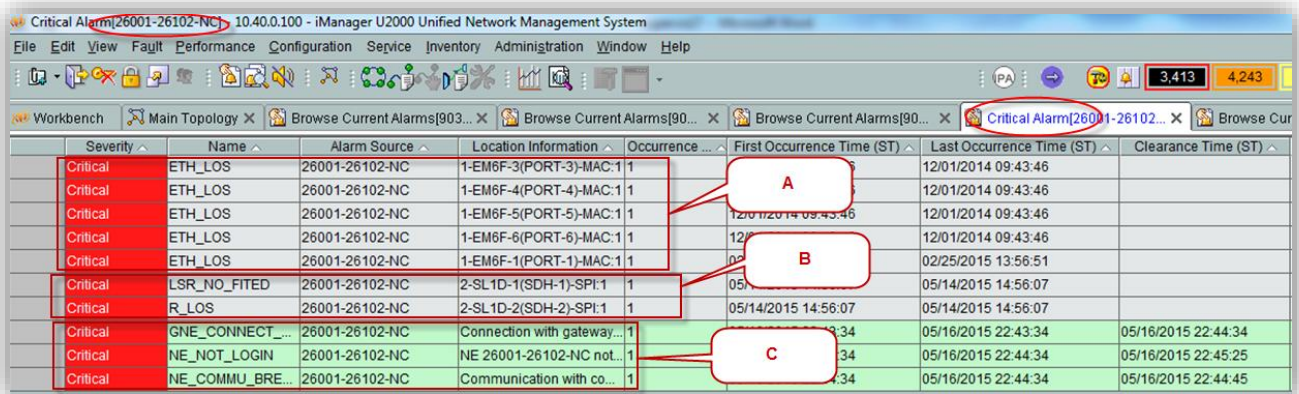 Critical Alarm[26001-26102-NC] - 10.40.0.100 - iManager U2000 Unified Network Management System
File Edit View Fault Performance Configuration Service Inventory Administration Window Help
3,413 4,243
Workbench Main Topology Browse Current Alarms[903... Browse Current Alarms[90... Browse Current Alarms[90... Critical Alarm[26001-26102... Browse Cur
Severity Name Alarm Source Location Information Occurrence ... First Occurrence Time (ST) Last Occurrence Time (ST) Clearance Time (ST)
Critical ETH_LOS 26001-26102-NC 1-EM6F-3(PORT-3)-MAC:1 1 12/01/2014 09:43:46
Critical ETH_LOS 26001-26102-NC 1-EM6F-4(PORT-4)-MAC:1 1 12/01/2014 09:43:46
A
Critical ETH_LOS 26001-26102-NC 1-EM6F-5(PORT-5)-MAC:1 1 12/01/2014 09:43:46 12/01/2014 09:43:46
Critical ETH_LOS 26001-26102-NC 1-EM6F-6(PORT-6)-MAC:1 1 12/01/2014 09:43:46
Critical ETH_LOS 26001-26102-NC 1-EM6F-1(PORT-1)-MAC:1 1 02/25/2015 13:56:51
B
Critical LSR_NO_FITED 2-SL1D-1(SDH-1)-SPI:1 26001-26102-NC 1 05/14/2015 14:56:07
Critical R_LOS 26001-26102-NC 2-SL1D-2(SDH-2)-SPI:1 1 05/14/2015 14:56:07 05/14/2015 14:56:07
Critical GNE_CONNECT_... 26001-26102-NC Connection with gateway... 1 05/16/2015 22:43:34 05/16/2015 22:44:34
Critical NE_NOT_LOGIN 26001-26102-NC NE 26001-26102-NC not... 1 05/16/2015 22:44:34 05/16/2015 22:45:25
C
Critical NE_COMMU_BRE... 26001-26102-NC Communication with co... 1 05/16/2015 22:44:34 05/16/2015 22:44:45